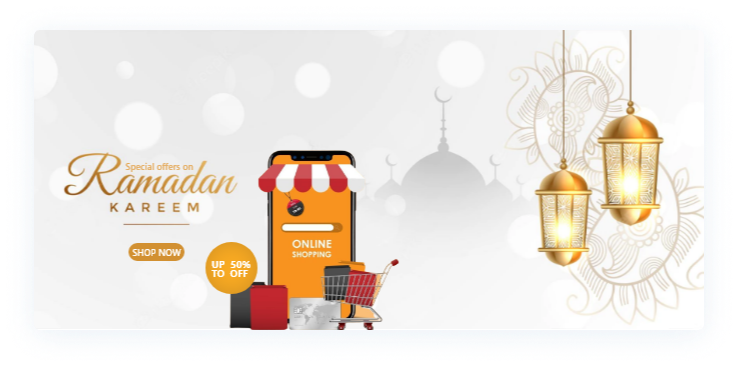 Special offers on
Ramadan
KAREEM
SHOP NOW
UP 50%
TO OFF
ONLINE
SHOPPING